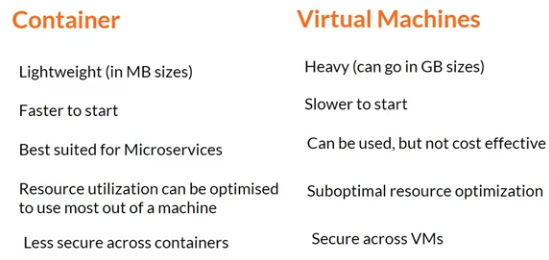 Container
Virtual Machines
Lightweight (in MB sizes)
Heavy (can go in GB sizes)
Faster to start
Slower to start
Best suited for Microservices
Can be used, but not cost effective
Resource utilization can be optimised
to use most out of a machine
Suboptimal resource optimization
Less secure across containers
Secure across VMs